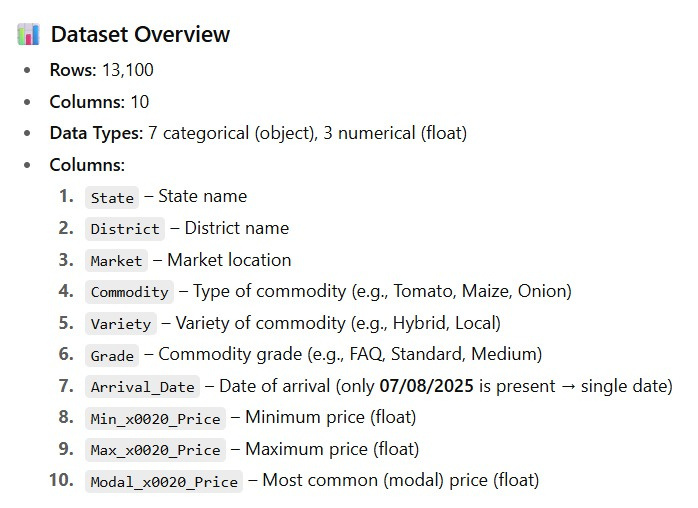 📊 Dataset Overview
• Rows: 13,100
• Columns: 10
• Data Types: 7 categorical (object), 3 numerical (float)
• Columns:
1. State – State name
2. District – District name
3. Market – Market location
4. Commodity – Type of commodity (e.g., Tomato, Maize, Onion)
5. Variety – Variety of commodity (e.g., Hybrid, Local)
6. Grade – Commodity grade (e.g., FAQ, Standard, Medium)
7. Arrival_Date – Date of arrival (only 07/08/2025 is present → single date)
8. Min_x0020_Price – Minimum price (float)
9. Max_x0020_Price – Maximum price (float)
10. Modal_x0020_Price – Most common (modal) price (float)